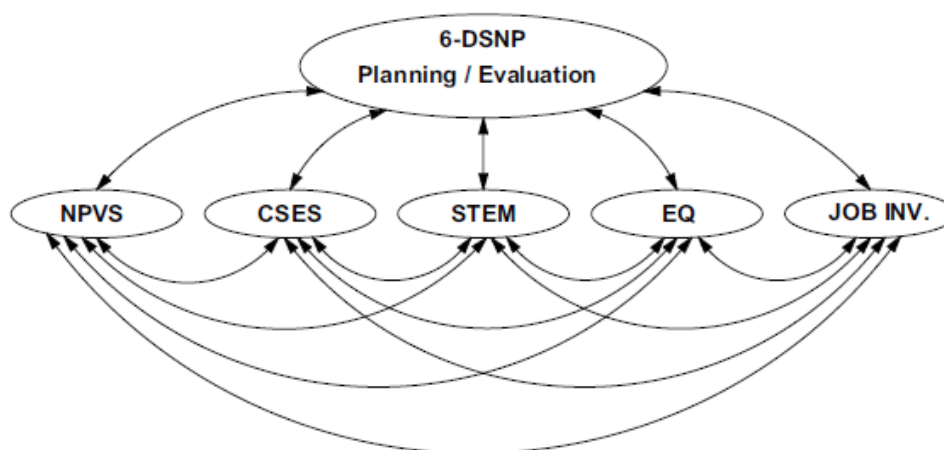 6-DSNP
Planning / Evaluation
NPVS
CSES
STEM
EQ
JOB INV.